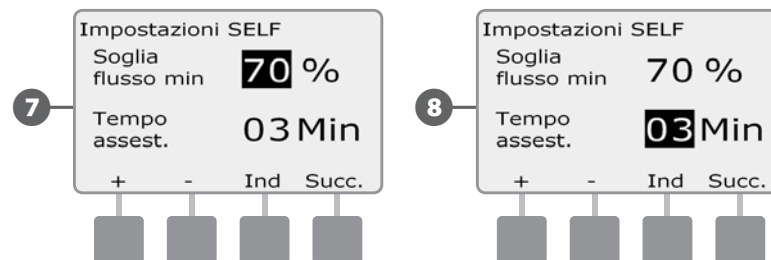 7
Impostazioni SELF
Soglia
flusso min
70 %
Tempo
assest.
03 Min
+ - Ind Succ.
8
Impostazioni SELF
Soglia
flusso min
70 %
Tempo
assest.
03 Min
+ - Ind Succ.